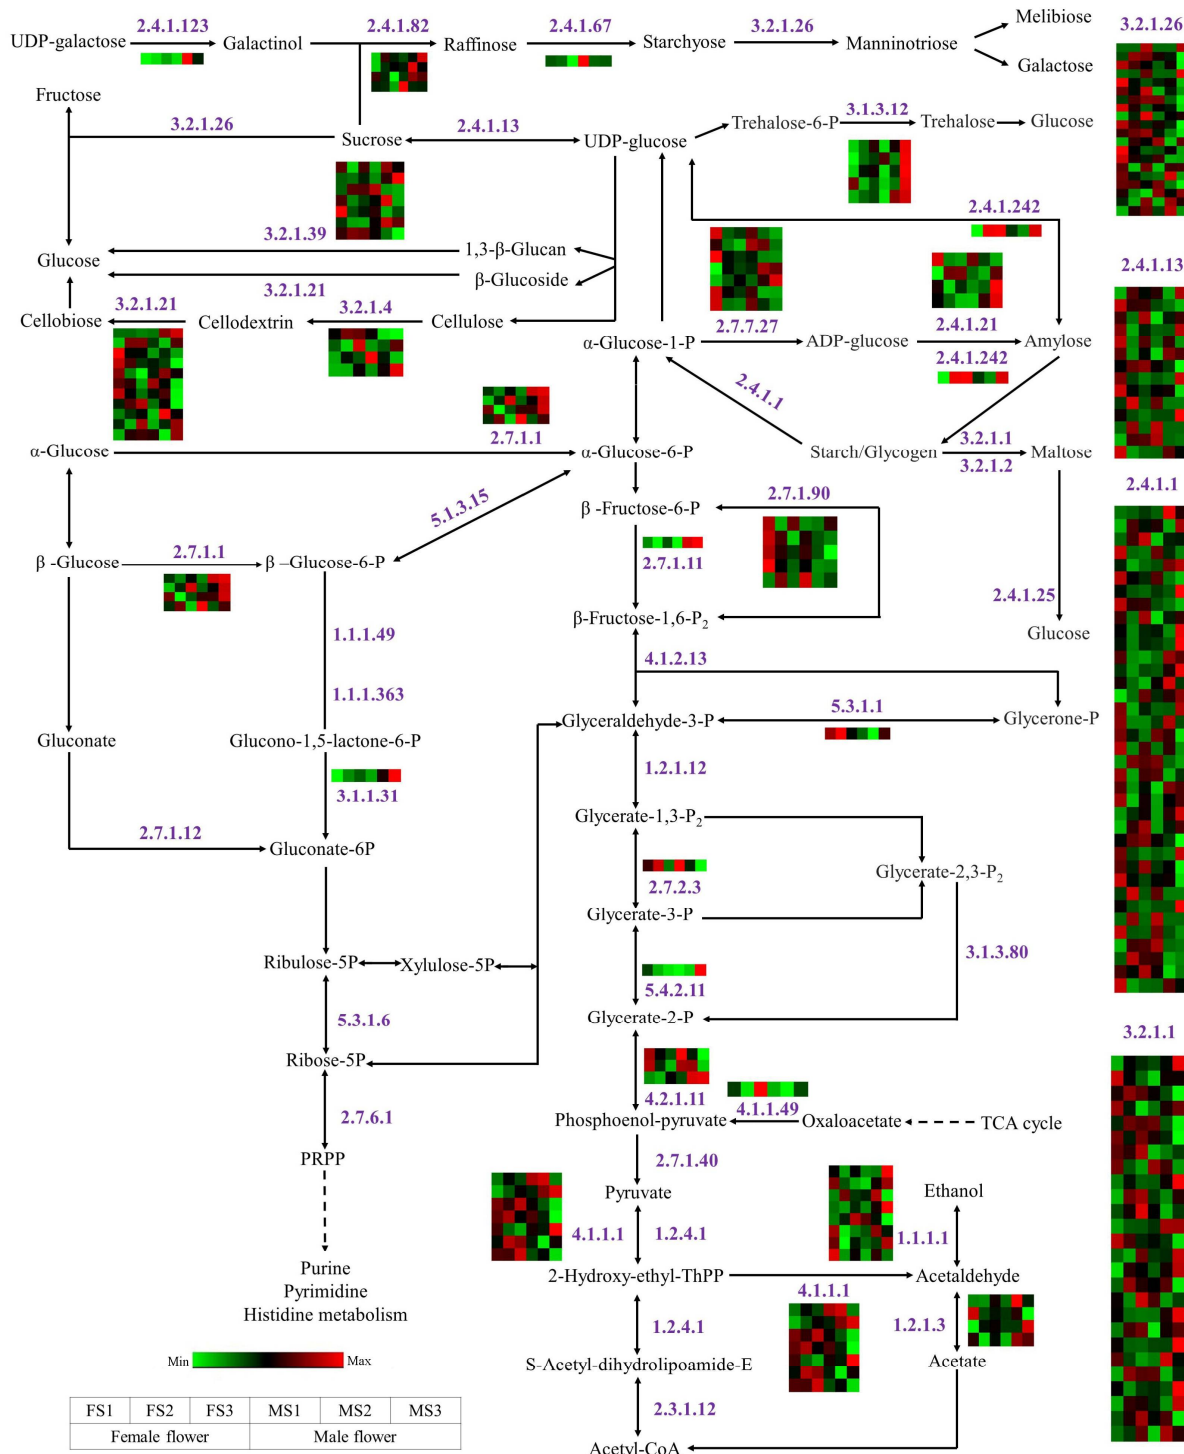 2.4.1.123 2.4.1.82 2.4.1.67 3.2.1.26 Melibiose 3.2.1.26
UDP-galactose Galactinol Raffinose Starchyose Manninotriose
Galactose
Fructose
3.2.1.26 2.4.1.13 3.1.3.12
Trehalose-6-P Trehalose Glucose
Sucrose UDP-glucose
2.4.1.242
3.2.1.39
1,3-β-Glucan
Glucose
β-Glucoside
2.4.1.13
3.2.1.21
3.2.1.21 3.2.1.4
Cellobiose Cellodextrin Cellulose
2.7.7.27 2.4.1.21
α-Glucose-1-P ADP-glucose Amylose
2.4.1.242
2.4.1.1
2.7.1.1 3.2.1.1
α-Glucose α-Glucose-6-P Starch/Glycogen Maltose
3.2.1.2
2.4.1.1
5.1.3.15
2.7.1.90
β -Fructose-6-P
2.7.1.1
β -Glucose β –Glucose-6-P
2.7.1.11
2.4.1.25
β-Fructose-1,6-P₂
Glucose
1.1.1.49
4.1.2.13
1.1.1.363
5.3.1.1
Glyceraldehyde-3-P Glycerone-P
Gluconate Glucono-1,5-lactone-6-P
1.2.1.12
3.1.1.31
Glycerate-1,3-P₂
2.7.1.12
Gluconate-6P
Glycerate-2,3-P₂
2.7.2.3
Glycerate-3-P
3.1.3.80
Ribulose-5P Xylulose-5P
5.4.2.11
5.3.1.6 Glycerate-2-P
3.2.1.1
Ribose-5P
4.2.1.11 4.1.1.49
2.7.6.1 Phosphoenol-pyruvate Oxaloacetate TCA cycle
PRPP 2.7.1.40
Pyruvate Ethanol
4.1.1.1 1.2.4.1 1.1.1.1
Purine
2-Hydroxy-ethyl-ThPP Acetaldehyde
Pyrimidine 4.1.1.1
Histidine metabolism
1.2.4.1 1.2.1.3
Min Max S-Acetyl-dihydrolipoamide-E Acetate
FS1 FS2 FS3 MS1 MS2 MS3 2.3.1.12
Female flower Male flower
Acetyl-CoA